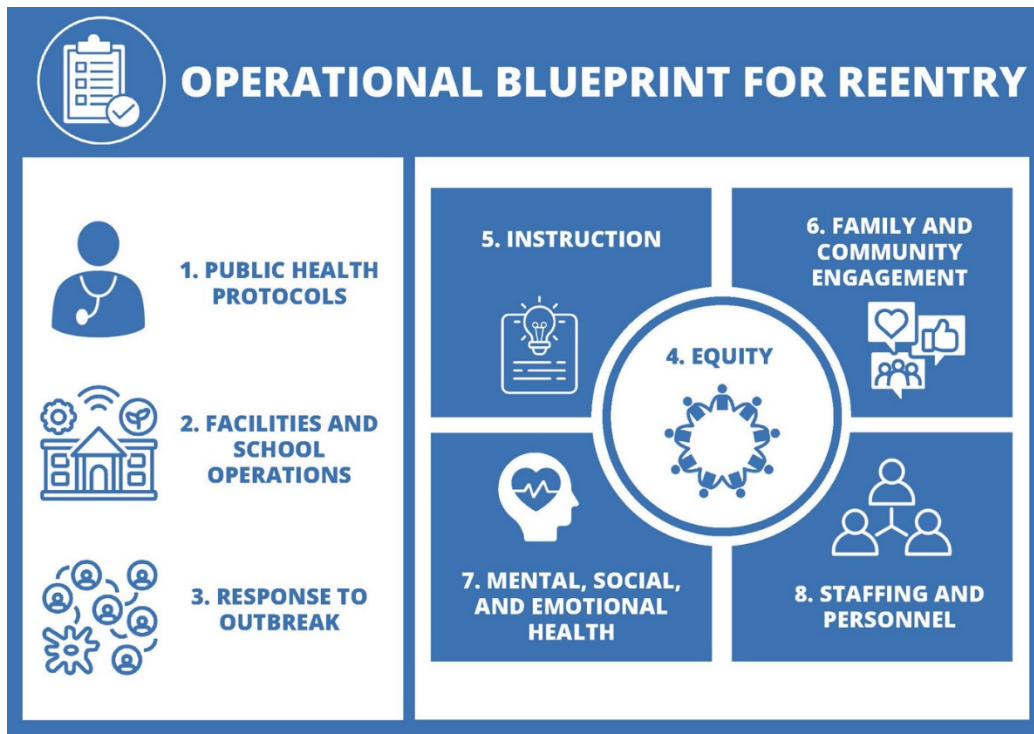 OPERATIONAL BLUEPRINT FOR REENTRY
1. PUBLIC HEALTH
PROTOCOLS
2. FACILITIES AND
SCHOOL
OPERATIONS
3. RESPONSE TO
OUTBREAK
4. EQUITY
5. INSTRUCTION
6. FAMILY AND
COMMUNITY
ENGAGEMENT
7. MENTAL, SOCIAL,
AND EMOTIONAL
HEALTH
8. STAFFING AND
PERSONNEL